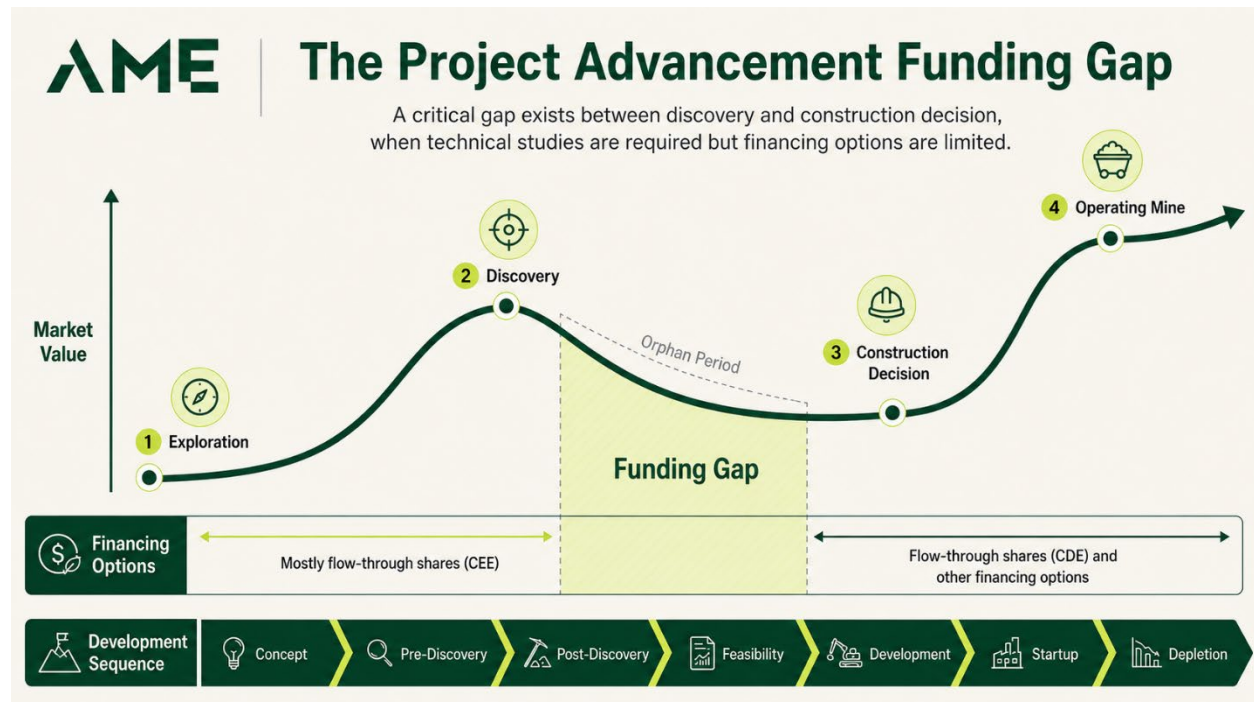 AME
The Project Advancement Funding Gap
A critical gap exists between discovery and construction decision,
when technical studies are required but financing options are limited.
4 Operating Mine
2 Discovery
Market
Value
Orphan Period
3 Construction
Decision
1 Exploration
Funding Gap
Financing
Options
Mostly flow-through shares (CEE)
Flow-through shares (CDE) and
other financing options
Development
Sequence
Concept
Pre-Discovery
Post-Discovery
Feasibility
Development
Startup
Depletion